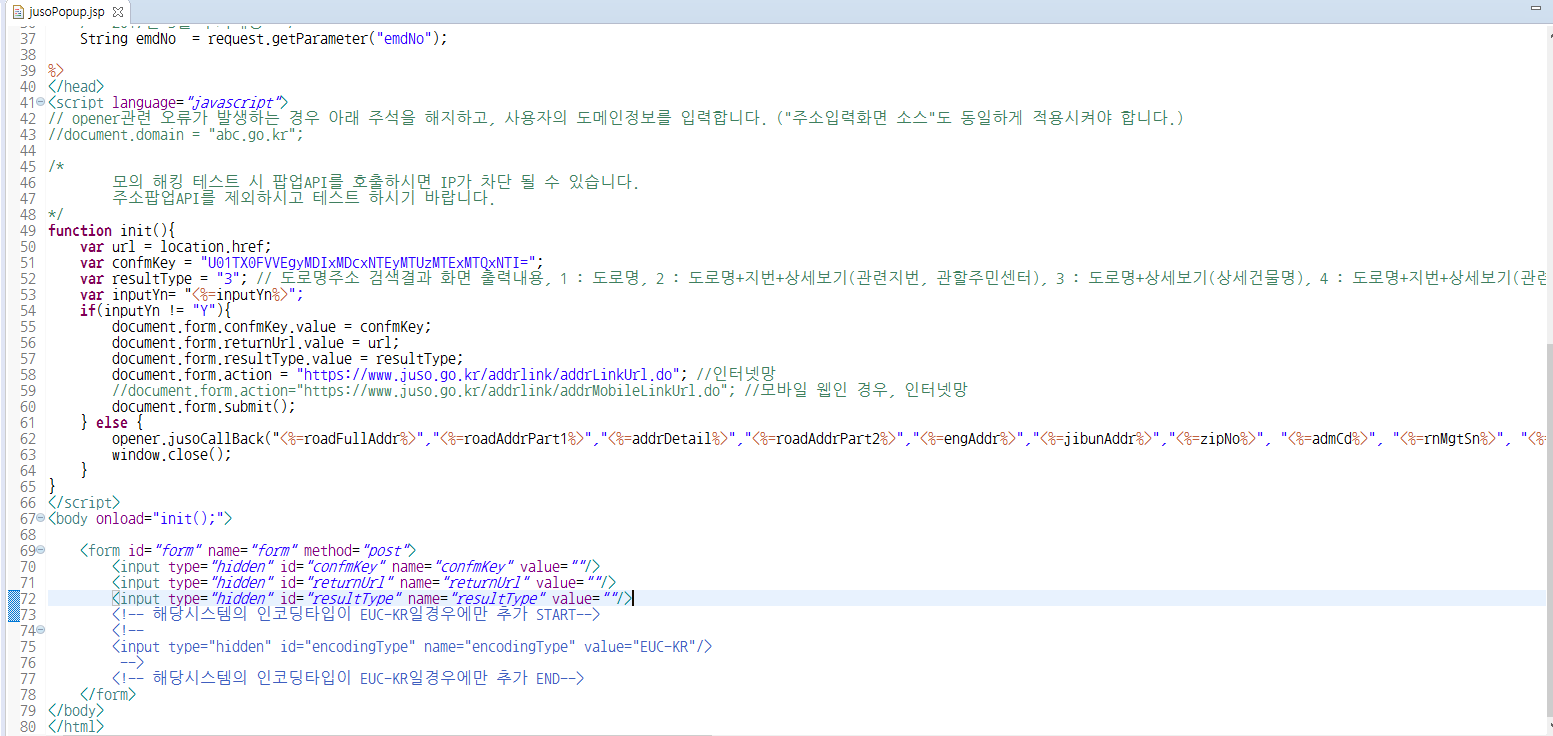 jusoPopup.jsp
37 String emdNo = request.getParameter("emdNo");
38
39 %>
40 </head>
41 <script language="javascript">
42 // opener관련 오류가 발생하는 경우 아래 주석을 해지하고, 사용자의 도메인정보를 입력합니다. ("주소입력화면 소스"도 동일하게 적용시켜야 합니다.)
43 //document.domain = "abc.go.kr";
44
45 /*
46 모의 해킹 테스트 시 팝업API를 호출하시면 IP가 차단 될 수 있습니다.
47 주소팝업API를 제외하시고 테스트 하시기 바랍니다.
48 */
49 function init(){
50 var url = location.href;
51 var confmKey = "U01TX0FVVEgyMDIxMDcxNTEyMTUzMTExMTQxNTI=";
52 var resultType = "3"; // 도로명주소 검색결과 화면 출력내용, 1 : 도로명, 2 : 도로명+지번+상세보기(관련지번, 관할주민센터), 3 : 도로명+상세보기(상세건물명), 4 : 도로명+지번+상세보기(관련
53 var inputYn= "<%=inputYn%>";
54 if(inputYn != "Y"){
55 document.form.confmKey.value = confmKey;
56 document.form.returnUrl.value = url;
57 document.form.resultType.value = resultType;
58 document.form.action = "https://www.juso.go.kr/addrlink/addrLinkUrl.do"; //인터넷망
59 //document.form.action="https://www.juso.go.kr/addrlink/addrMobileLinkUrl.do"; //모바일 웹인 경우, 인터넷망
60 document.form.submit();
61 } else {
62 opener.jusoCallBack("<%=roadFullAddr%>","<%=roadAddrPart1%>","<%=addrDetail%>","<%=roadAddrPart2%>","<%=engAddr%>","<%=jibunAddr%>","<%=zipNo%>", "<%=admCd%>", "<%=rnMgtSn%>", "<%=
63 window.close();
64 }
65 }
66 </script>
67 <body onload="init();">
68
69 <form id="form" name="form" method="post">
70 <input type="hidden" id="confmKey" name="confmKey" value=""/>
71 <input type="hidden" id="returnUrl" name="returnUrl" value=""/>
72 <input type="hidden" id="resultType" name="resultType" value=""/>
73 <!-- 해당시스템의 인코딩타입이 EUC-KR일경우에만 추가 START-->
74 <!--
75 <input type="hidden" id="encodingType" name="encodingType" value="EUC-KR"/>
76 -->
77 <!-- 해당시스템의 인코딩타입이 EUC-KR일경우에만 추가 END-->
78 </form>
79 </body>
80 </html>